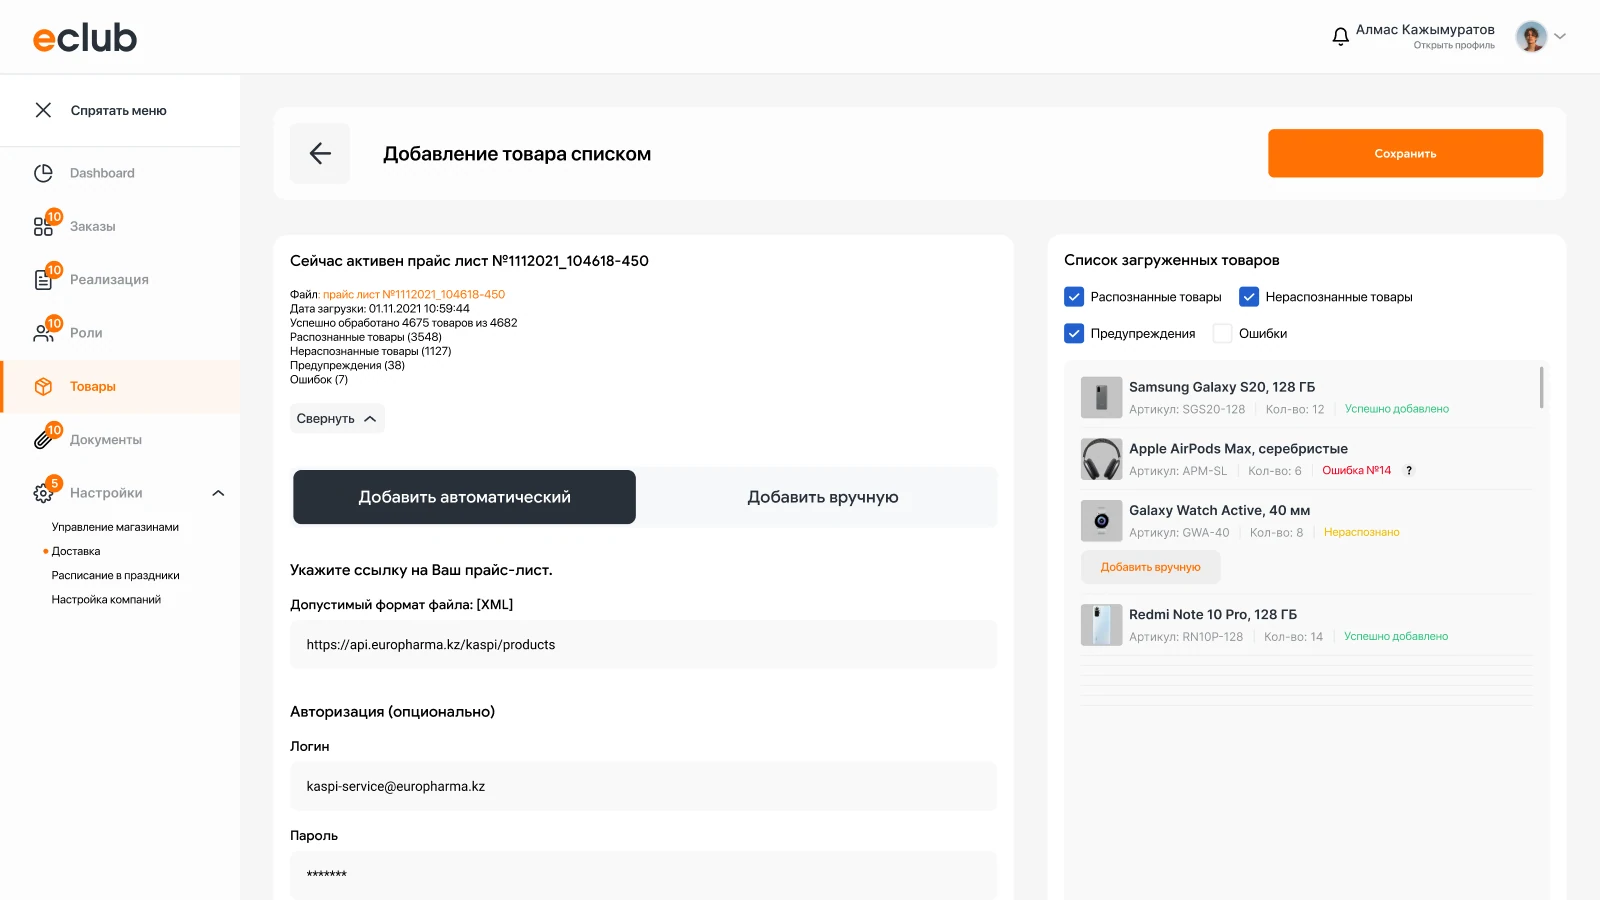 eclub
Алмас Кажымуратов
Открыть профиль
Спрятать меню
Dashboard
10
Заказы
10
Реализация
10
Роли
Товары
10
Документы
5
Настройки
Управление магазинами
Доставка
Расписание в праздники
Настройка компаний
Добавление товара списком
Сохранить
Сейчас активен прайс лист №1112021_104618-450
Файл: прайс лист №1112021_104618-450
Дата загрузки: 01.11.2021 10:59:44
Успешно обработано 4675 товаров из 4682
Распознанные товары (3548)
Нераспознанные товары (1127)
Предупреждения (38)
Ошибок (7)
Свернуть
Добавить автоматический
Добавить вручную
Укажите ссылку на Ваш прайс-лист.
Допустимый формат файла: [XML]
https://api.europharma.kz/kaspi/products
Авторизация (опционально)
Логин
kaspi-service@europharma.kz
Пароль
*******
Список загруженных товаров
Распознанные товары
Нераспознанные товары
Предупреждения
Ошибки
Samsung Galaxy S20, 128 ГБ
Артикул: SGS20-128
Кол-во: 12
Успешно добавлено
Apple AirPods Max, серебристые
Артикул: APM-SL
Кол-во: 6
Ошибка №14
?
Galaxy Watch Active, 40 мм
Артикул: GWA-40
Кол-во: 8
Нераспознано
Добавить вручную
Redmi Note 10 Pro, 128 ГБ
Артикул: RN10P-128
Кол-во: 14
Успешно добавлено